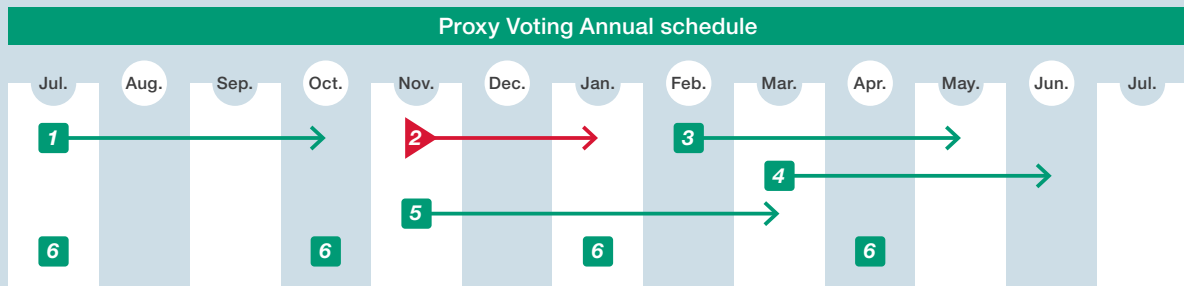 Proxy Voting Annual schedule
Jul. Aug. Sep. Oct. Nov. Dec. Jan. Feb. Mar. Apr. May. Jun. Jul.
1 2 3
4
5
6 6 6 6